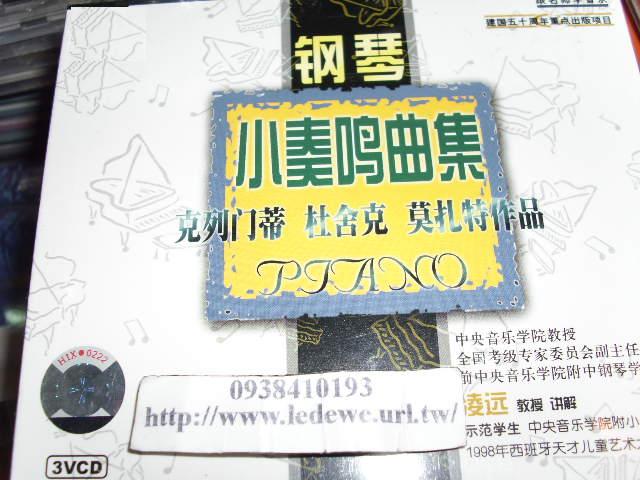 建国五十周年重点出版项目
钢琴
小奏鸣曲集
克列门蒂 杜舍克 莫扎特作品
PIANO
中央音乐学院教授
全国考级专家委员会副主任
前中央音乐学院附中钢琴学
凌远 教授 讲解
示范学生 中央音乐学院附小
1998年西班牙天才儿童艺术
HIX 0222
0938410193
http://www.ledewe.url.tw/
3VCD